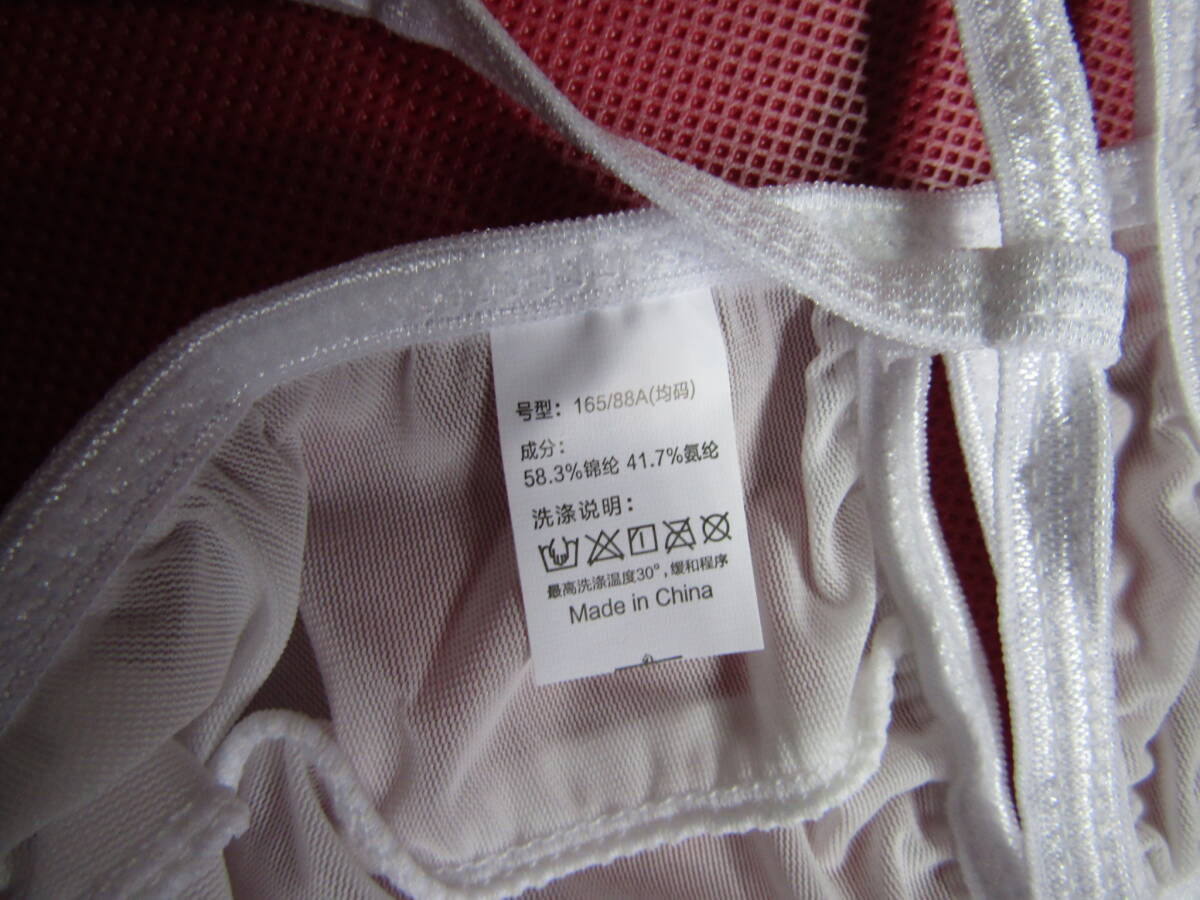 号型：165/88A(均码)
成分：
58.3%锦纶 41.7%氨纶
洗涤说明：
最高洗涤温度30°，缓和程序
Made in China